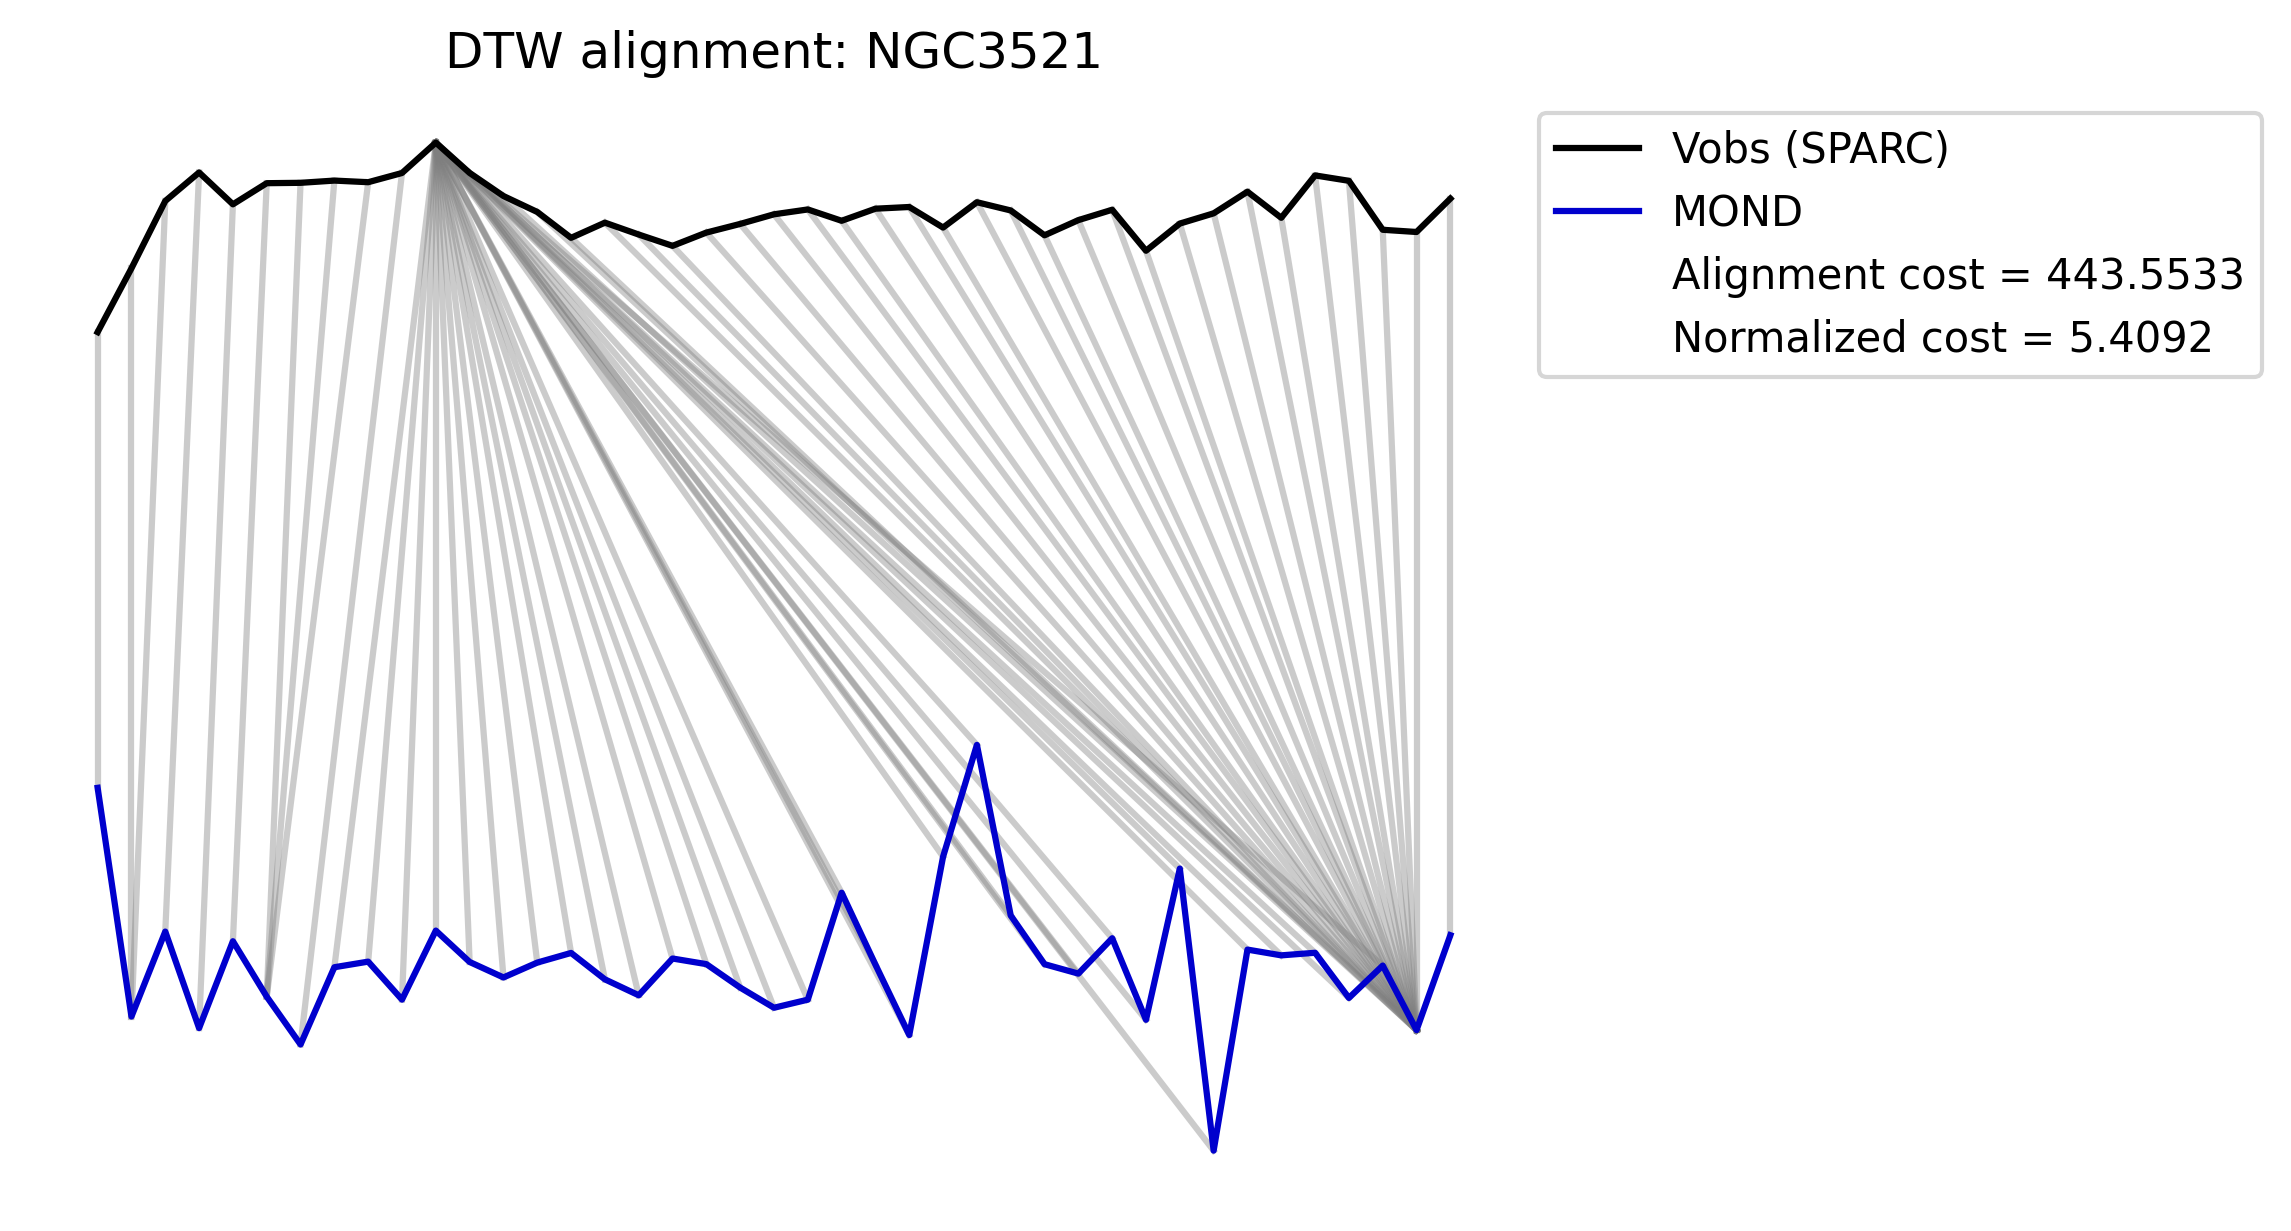 DTW alignment: NGC3521
Vobs (SPARC)
MOND
Alignment cost = 443.5533
Normalized cost = 5.4092